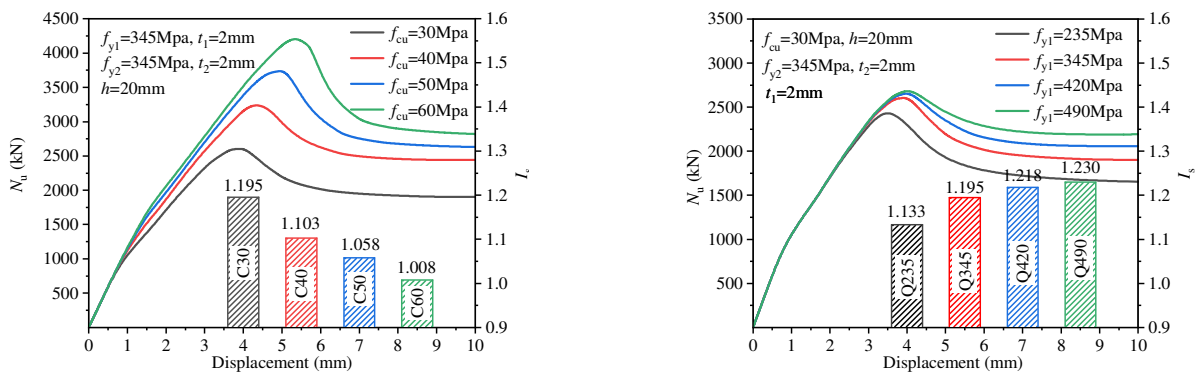 4500
4000
3500
3000
2500
2000
1500
1000
500
N_u (kN)
f_y1=345Mpa, t_1=2mm
f_y2=345Mpa, t_2=2mm
h=20mm
f_cu=30Mpa
f_cu=40Mpa
f_cu=50Mpa
f_cu=60Mpa
1.195
1.103
1.058
1.008
C30
C40
C50
C60
1.6
1.5
1.4
1.3
1.2
1.1
1.0
0.9
I_s
0 1 2 3 4 5 6 7 8 9 10
Displacement (mm)
3500
3000
2500
2000
1500
1000
500
N_u (kN)
f_cu=30Mpa, h=20mm
f_y2=345Mpa, t_2=2mm
t_1=2mm
f_y1=235Mpa
f_y1=345Mpa
f_y1=420Mpa
f_y1=490Mpa
1.133
1.195
1.218
1.230
Q235
Q345
Q420
Q490
1.6
1.5
1.4
1.3
1.2
1.1
1.0
0.9
I_s
0 1 2 3 4 5 6 7 8 9 10
Displacement (mm)